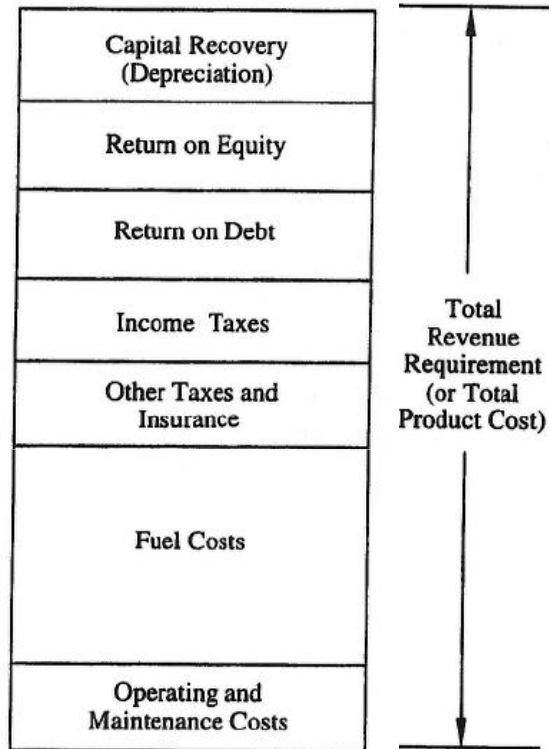 Capital Recovery
(Depreciation)
Return on Equity
Return on Debt
Income Taxes
Other Taxes and
Insurance
Fuel Costs
Operating and
Maintenance Costs
Total
Revenue
Requirement
(or Total
Product Cost)